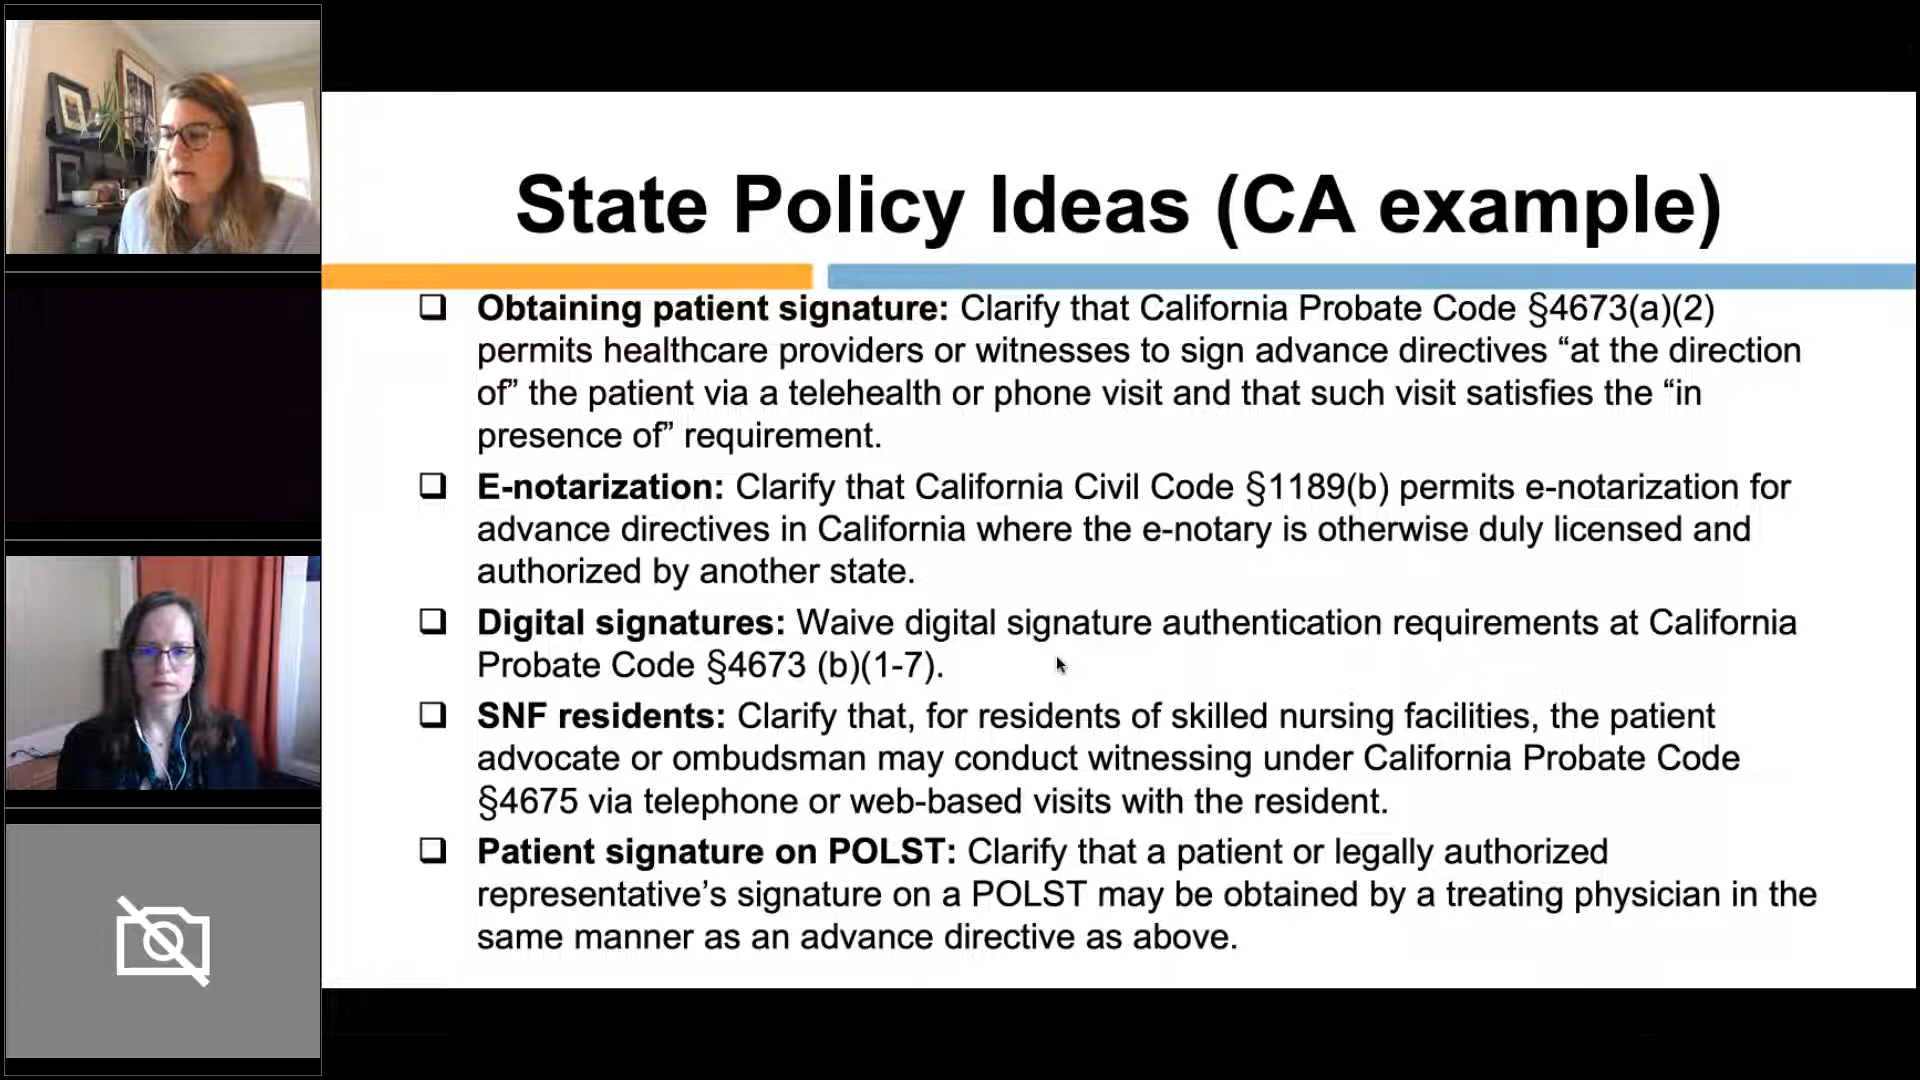 State Policy Ideas (CA example)
❑ Obtaining patient signature: Clarify that California Probate Code §4673(a)(2)
permits healthcare providers or witnesses to sign advance directives “at the direction
of” the patient via a telehealth or phone visit and that such visit satisfies the “in
presence of” requirement.
❑ E-notarization: Clarify that California Civil Code §1189(b) permits e-notarization for
advance directives in California where the e-notary is otherwise duly licensed and
authorized by another state.
❑ Digital signatures: Waive digital signature authentication requirements at California
Probate Code §4673 (b)(1-7).
❑ SNF residents: Clarify that, for residents of skilled nursing facilities, the patient
advocate or ombudsman may conduct witnessing under California Probate Code
§4675 via telephone or web-based visits with the resident.
❑ Patient signature on POLST: Clarify that a patient or legally authorized
representative’s signature on a POLST may be obtained by a treating physician in the
same manner as an advance directive as above.